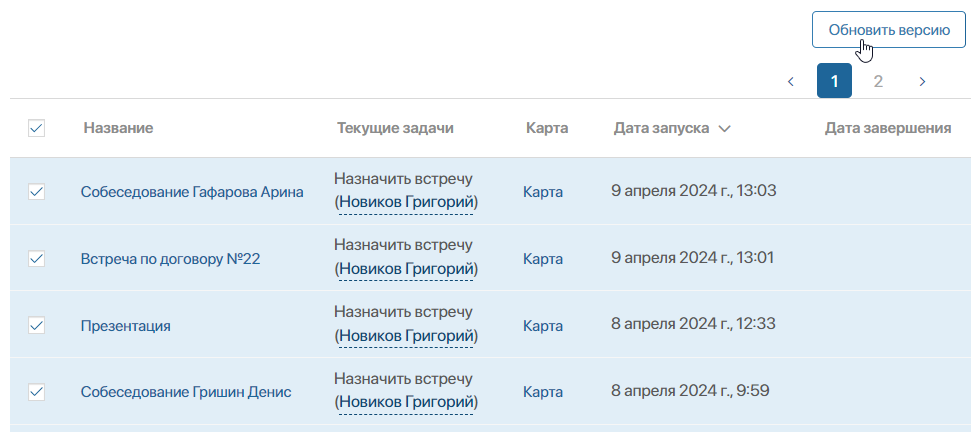 Обновить версию
1 2
Название Текущие задачи Карта Дата запуска Дата завершения
Собеседование Гафарова Арина Назначить встречу (Новиков Григорий) Карта 9 апреля 2024 г., 13:03
Встреча по договору №22 Назначить встречу (Новиков Григорий) Карта 9 апреля 2024 г., 13:01
Презентация Назначить встречу (Новиков Григорий) Карта 8 апреля 2024 г., 12:33
Собеседование Гришин Денис Назначить встречу (Новиков Григорий) Карта 8 апреля 2024 г., 9:59